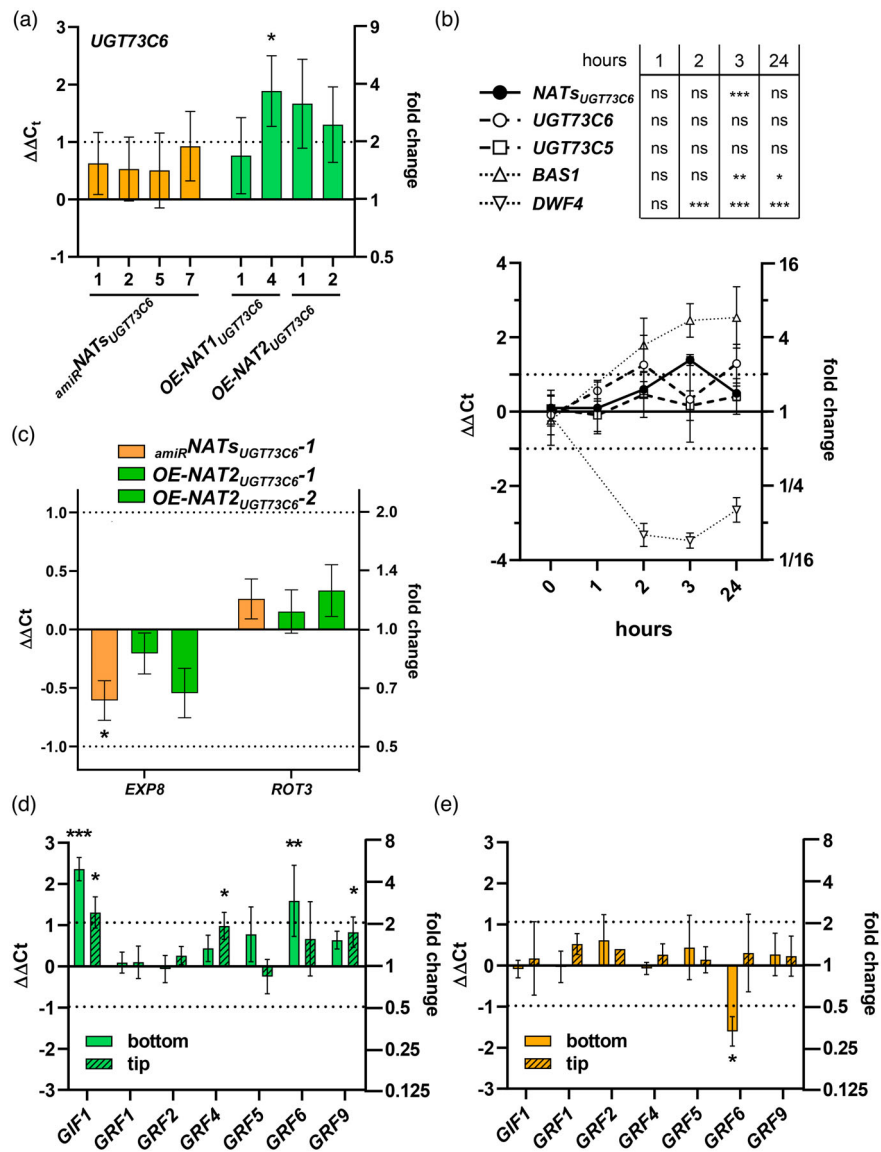 (a)
UGT73C6
*
ΔΔCt
3
2
1
0
-1
fold change
9
4
2
1
0.5
1 2 5 7 1 4 1 2
amiRNATsUGT73C6
OE-NAT1UGT73C6
OE-NAT2UGT73C6
(b)
hours 1 2 3 24
NATsUGT73C6 ns ns *** ns
UGT73C6 ns ns ns ns
UGT73C5 ns ns ns ns
BAS1 ns ns ** *
DWF4 ns *** *** ***
ΔΔCt
4
2
0
-2
-4
fold change
16
4
1
1/4
1/16
0 1 2 3 24
hours
(c)
amiRNATsUGT73C6-1
OE-NAT2UGT73C6-1
OE-NAT2UGT73C6-2
ΔΔCt
1.0
0.5
0.0
-0.5
-1.0
fold change
2.0
1.4
1.0
0.7
0.5
*
EXP8 ROT3
(d)
ΔΔCt
3
2
1
0
-1
-2
-3
fold change
8
4
2
1
0.5
0.25
0.125
*** * * ** *
bottom
tip
GIF1 GRF1 GRF2 GRF4 GRF5 GRF6 GRF9
(e)
ΔΔCt
3
2
1
0
-1
-2
-3
fold change
8
4
2
1
0.5
0.25
0.125
*
bottom
tip
GIF1 GRF1 GRF2 GRF4 GRF5 GRF6 GRF9